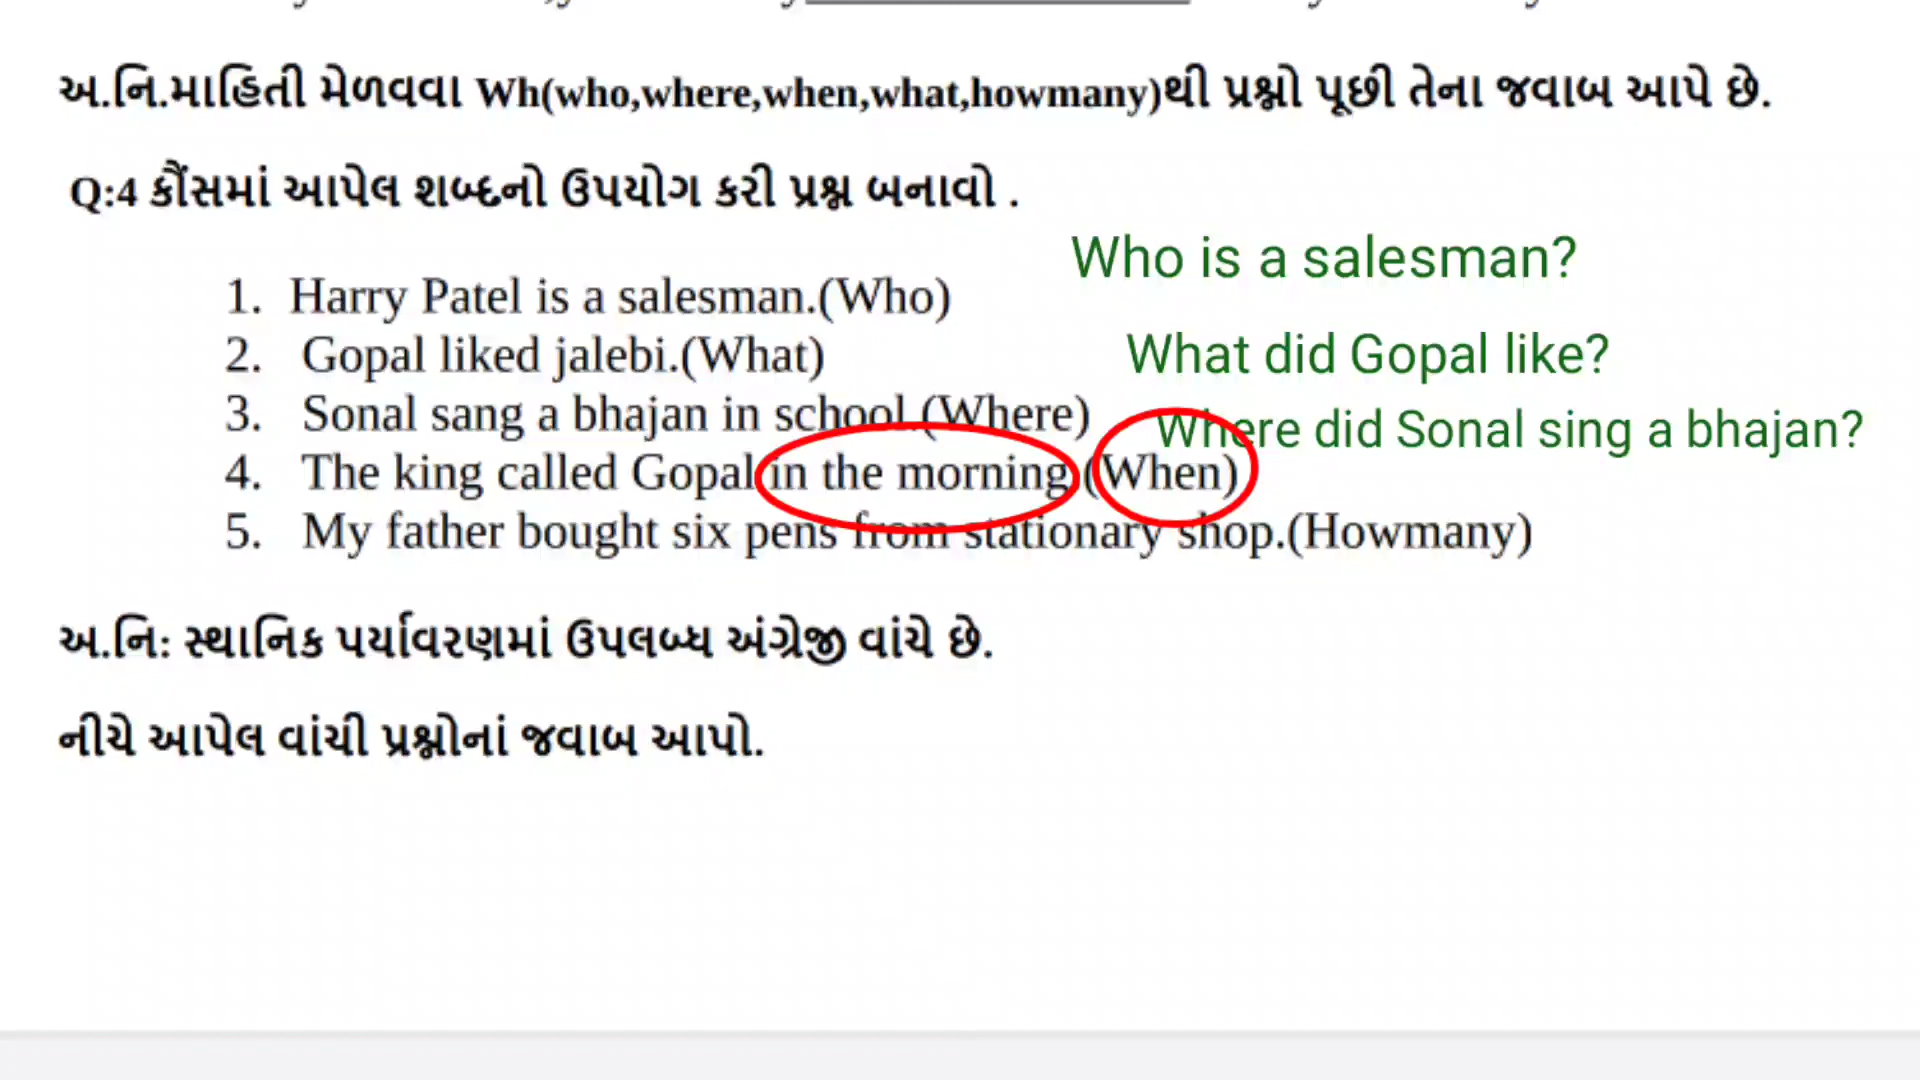 અ.નિ.માહિતી મેળવવા Wh(who,where,when,what,howmany)થી પ્રશ્નો પૂછી તેના જવાબ આપે છે.
Q:4 કૌંસમાં આપેલ શબ્દનો ઉપયોગ કરી પ્રશ્ન બનાવો .
Who is a salesman?
1. Harry Patel is a salesman.(Who)
2. Gopal liked jalebi.(What)
What did Gopal like?
3. Sonal sang a bhajan in school.(Where)
Where did Sonal sing a bhajan?
4. The king called Gopal in the morning.(When)
5. My father bought six pens from stationary shop.(Howmany)
અ.નિ: સ્થાનિક પર્યાવરણમાં ઉપલબ્ધ અંગ્રેજી વાંચે છે.
નીચે આપેલ વાંચી પ્રશ્નોનાં જવાબ આપો.